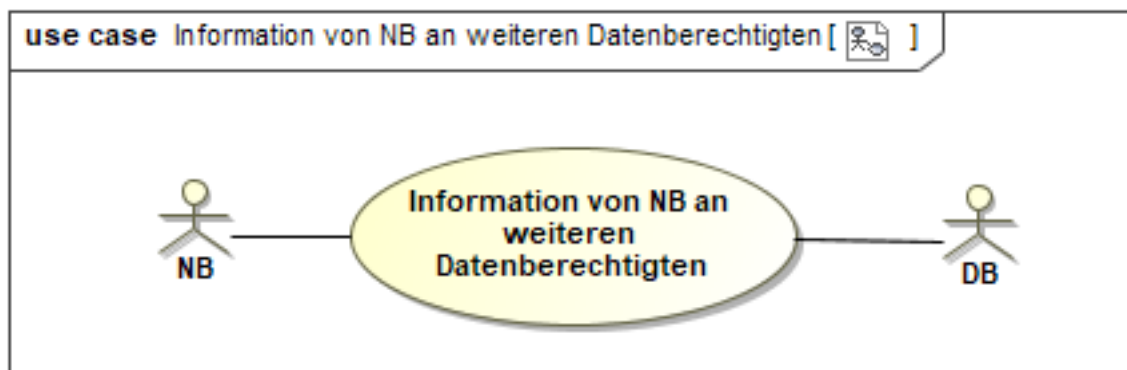 use case Information von NB an weiteren Datenberechtigten [ ]
Information von NB an
weiteren
Datenberechtigten
NB
DB